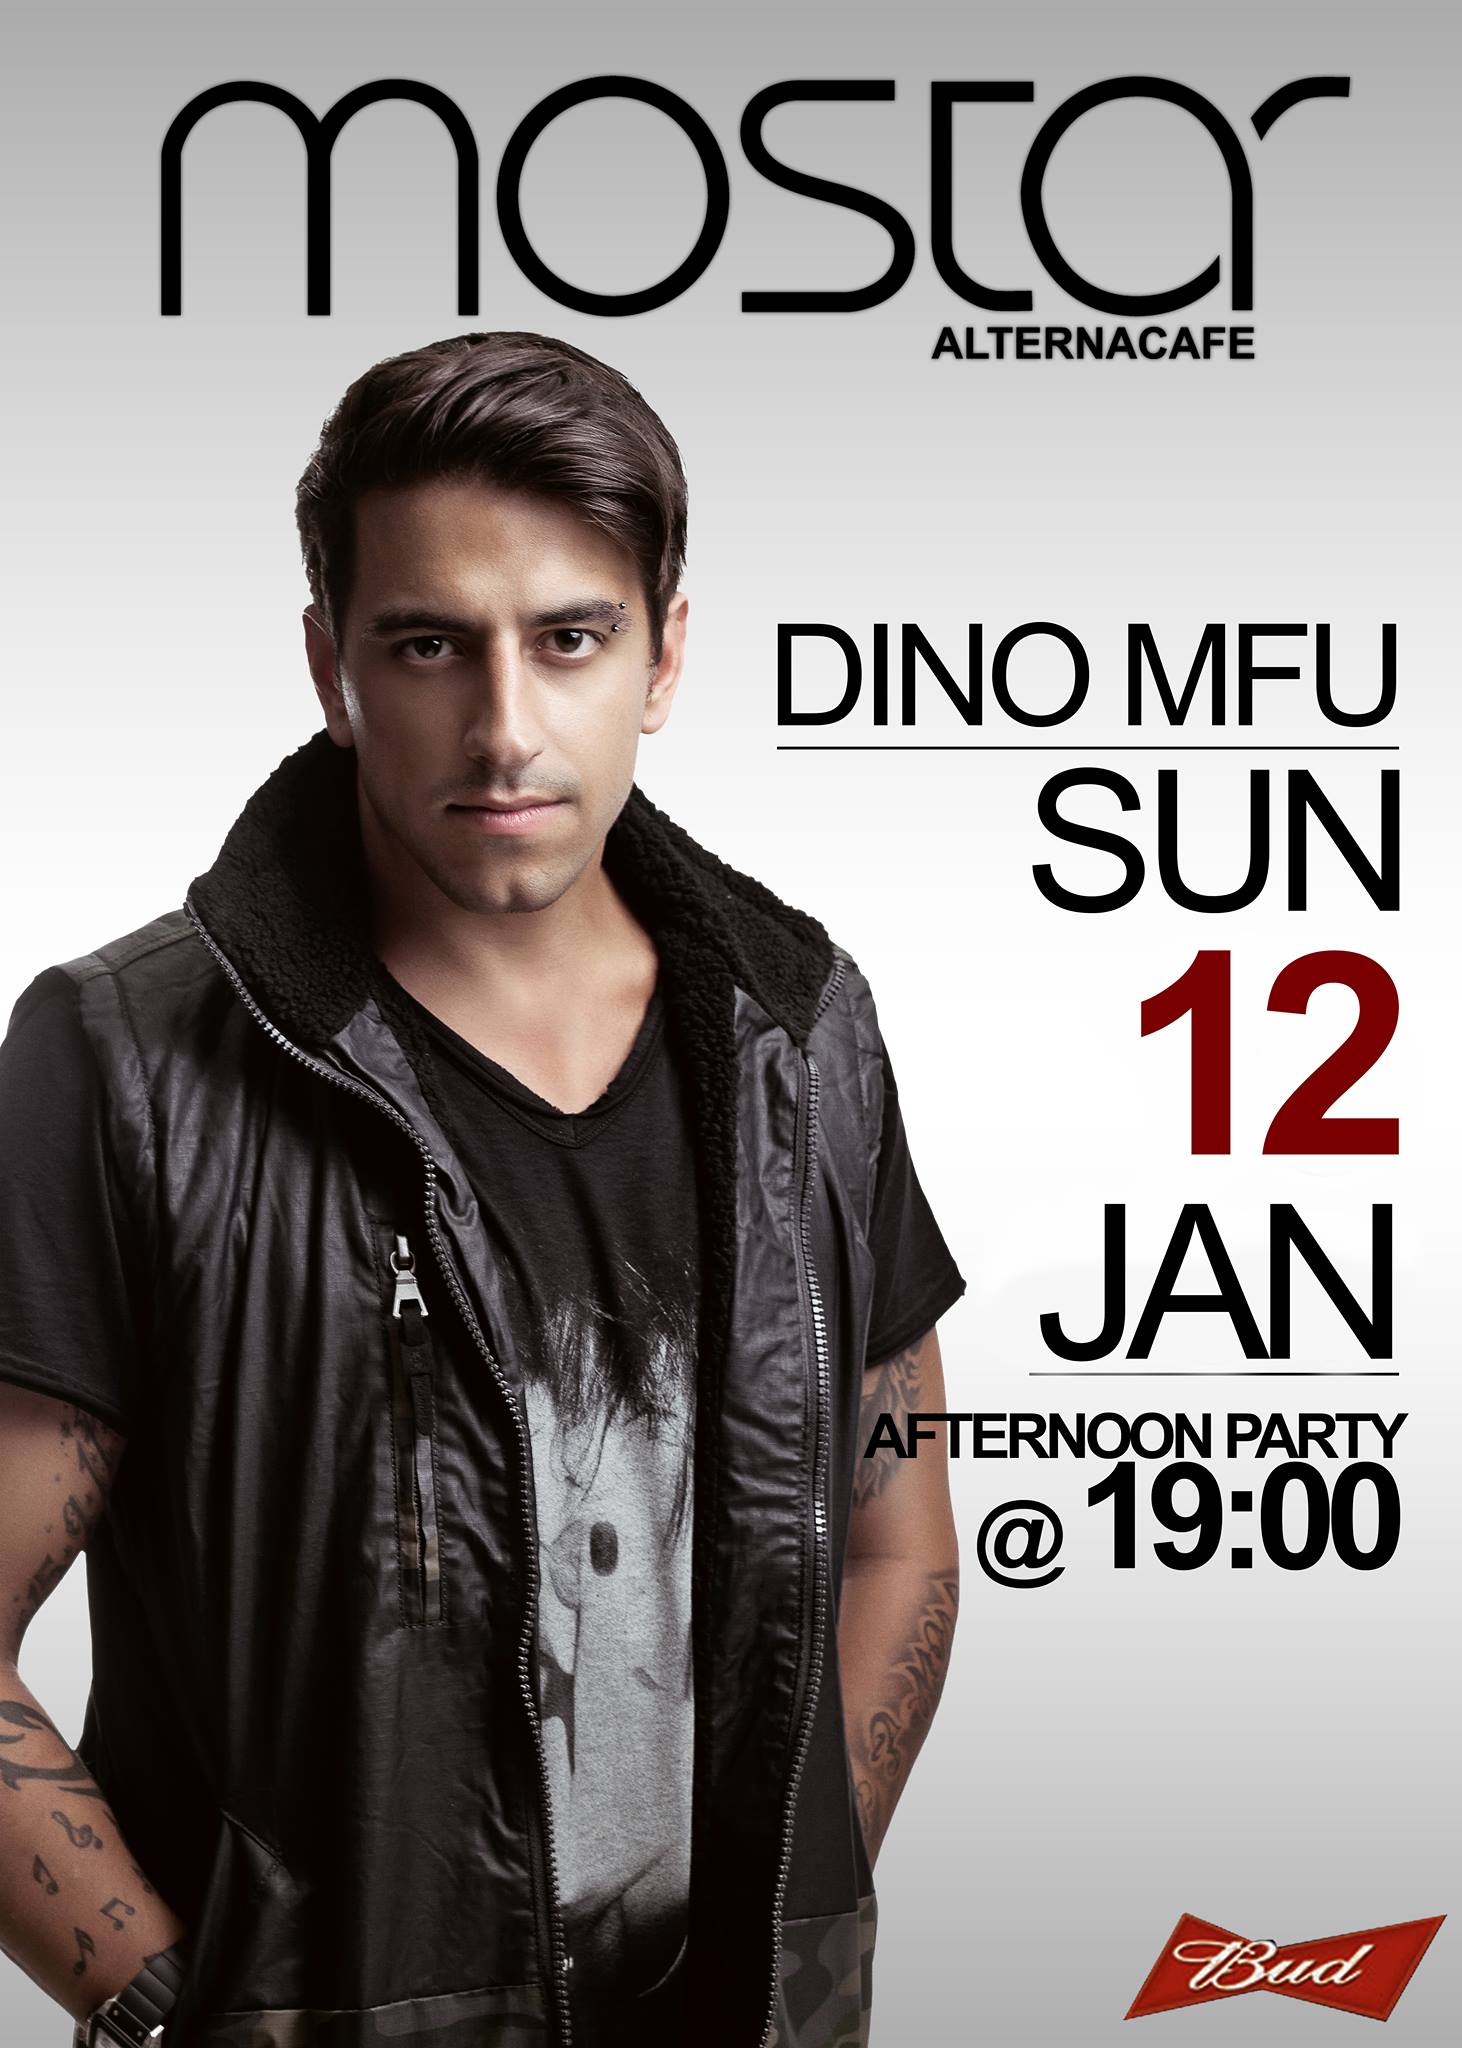 mostar
ALTERNACAFE
DINO MFU
SUN
12
JAN
AFTERNOON PARTY
@ 19:00
Bud